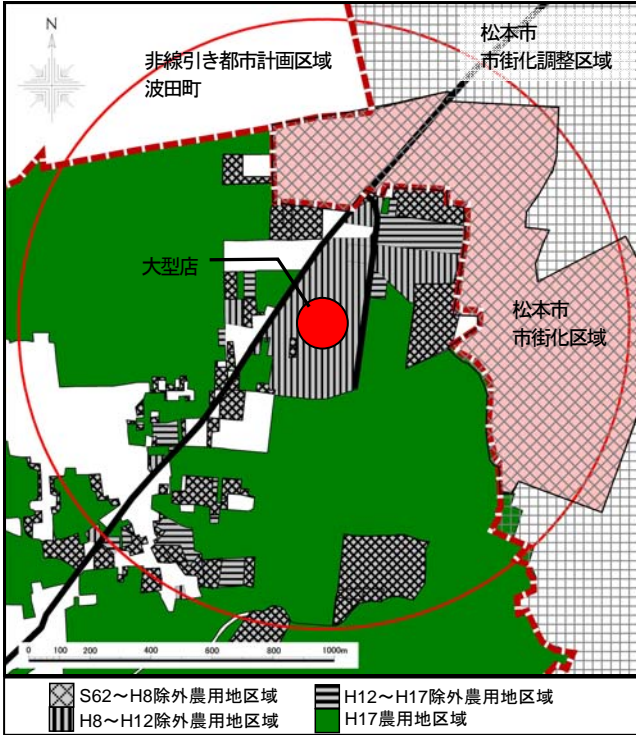 N
松本市
市街化調整区域
非線引き都市計画区域
波田町
大型店
松本市
市街化区域
0 100 200 400 600 800 1000m
S62～H8除外農用地区域
H12～H17除外農用地区域
H8～H12除外農用地区域
H17農用地区域